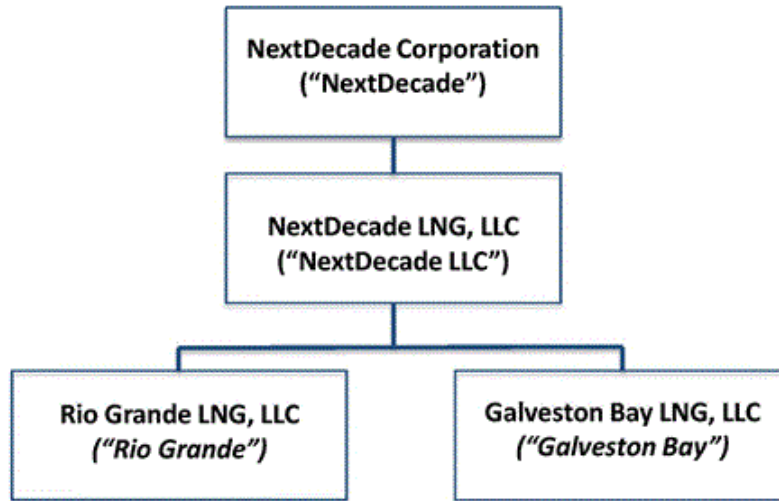 NextDecade Corporation
(“NextDecade”)
NextDecade LNG, LLC
(“NextDecade LLC”)
Rio Grande LNG, LLC
(“Rio Grande”)
Galveston Bay LNG, LLC
(“Galveston Bay”)